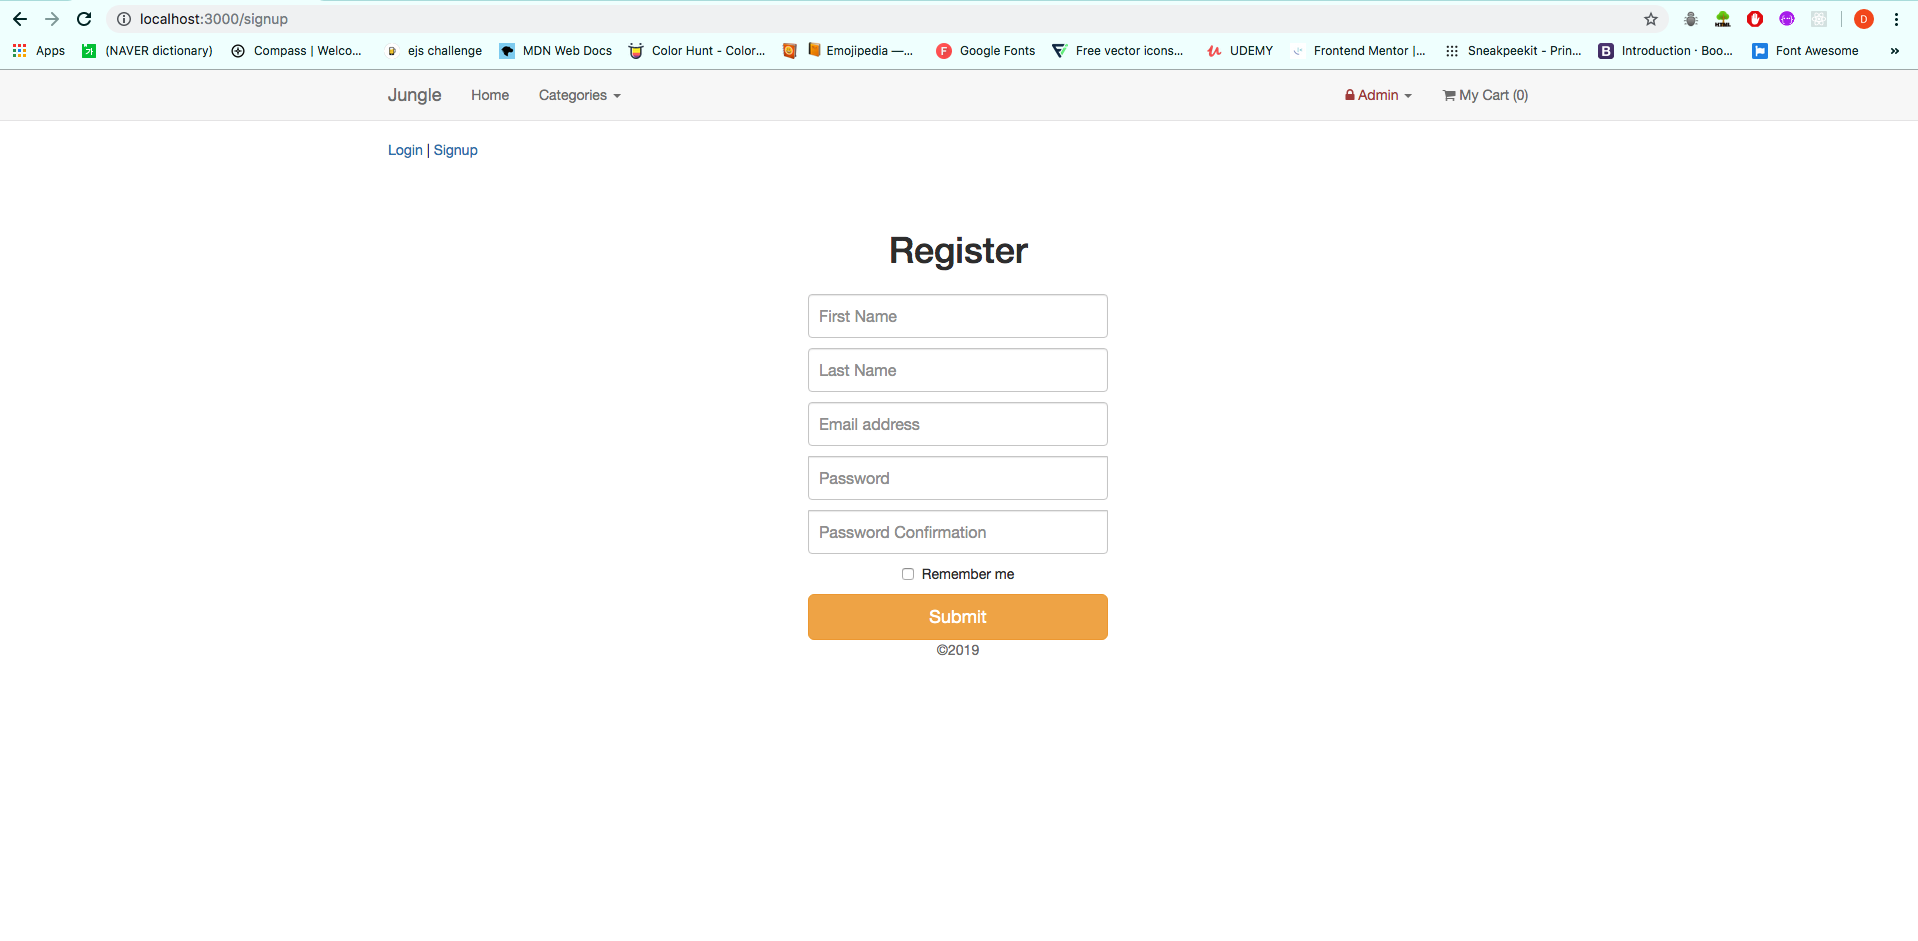 localhost:3000/signup
D
Apps (NAVER dictionary) Compass | Welco... ejs challenge MDN Web Docs Color Hunt - Color... Emojipedia —... F Google Fonts Free vector icons... UDEMY Frontend Mentor |... Sneakpeekit - Prin... B Introduction · Boo... Font Awesome »
Jungle Home Categories Admin My Cart (0)
Login | Signup
Register
First Name
Last Name
Email address
Password
Password Confirmation
Remember me
Submit
©2019